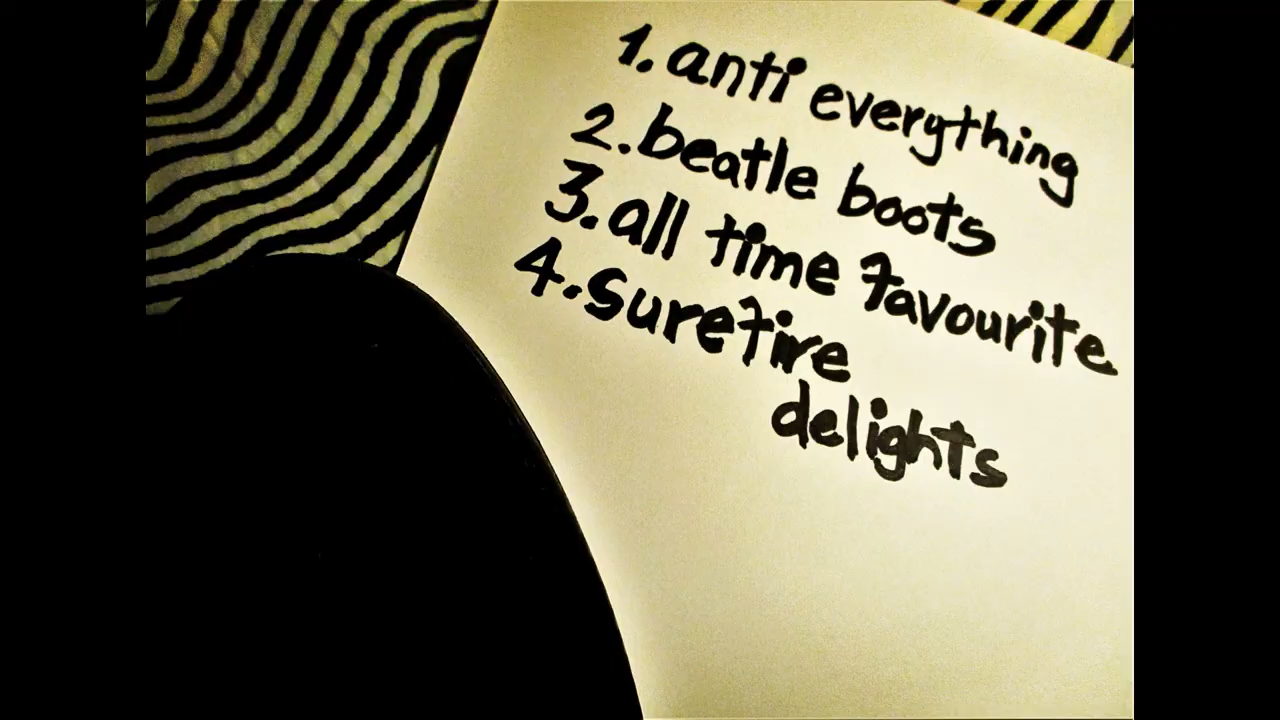 1. anti everything
2. beatle boots
3. all time favourite
4. surefire
delights